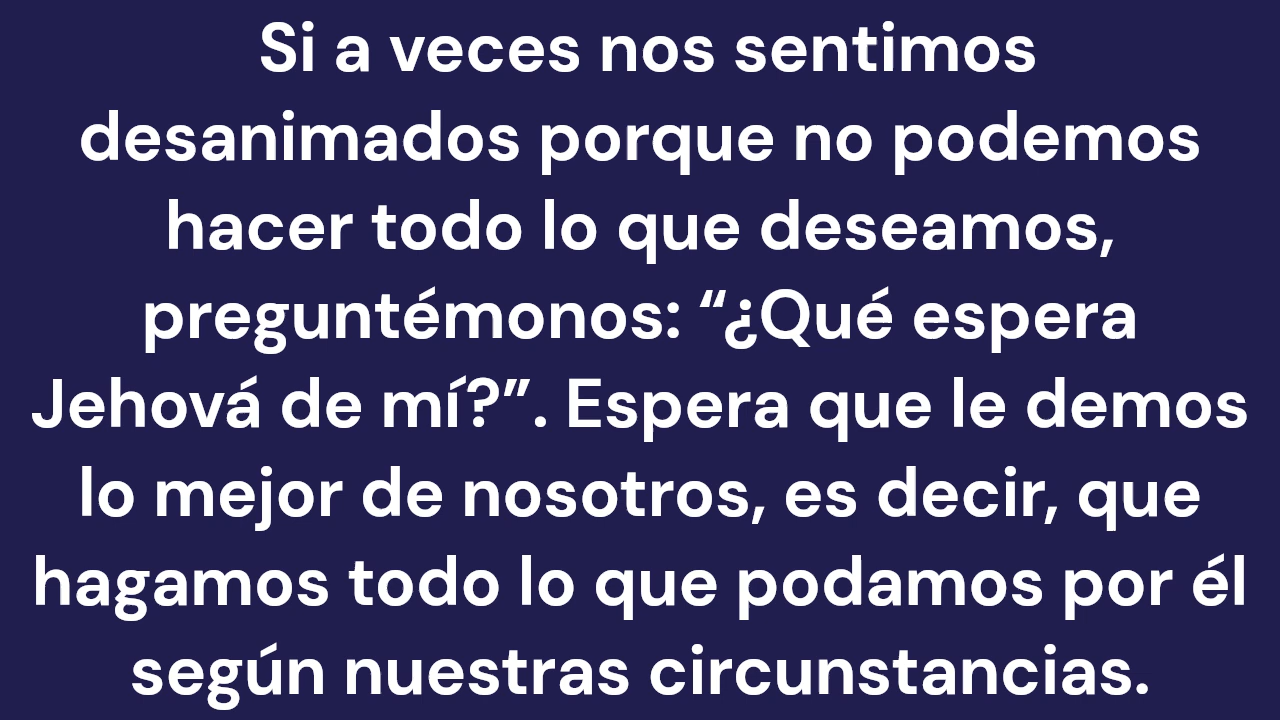 Si a veces nos sentimos
desanimados porque no podemos
hacer todo lo que deseamos,
preguntémonos: “¿Qué espera
Jehová de mí?”. Espera que le demos
lo mejor de nosotros, es decir, que
hagamos todo lo que podamos por él
según nuestras circunstancias.